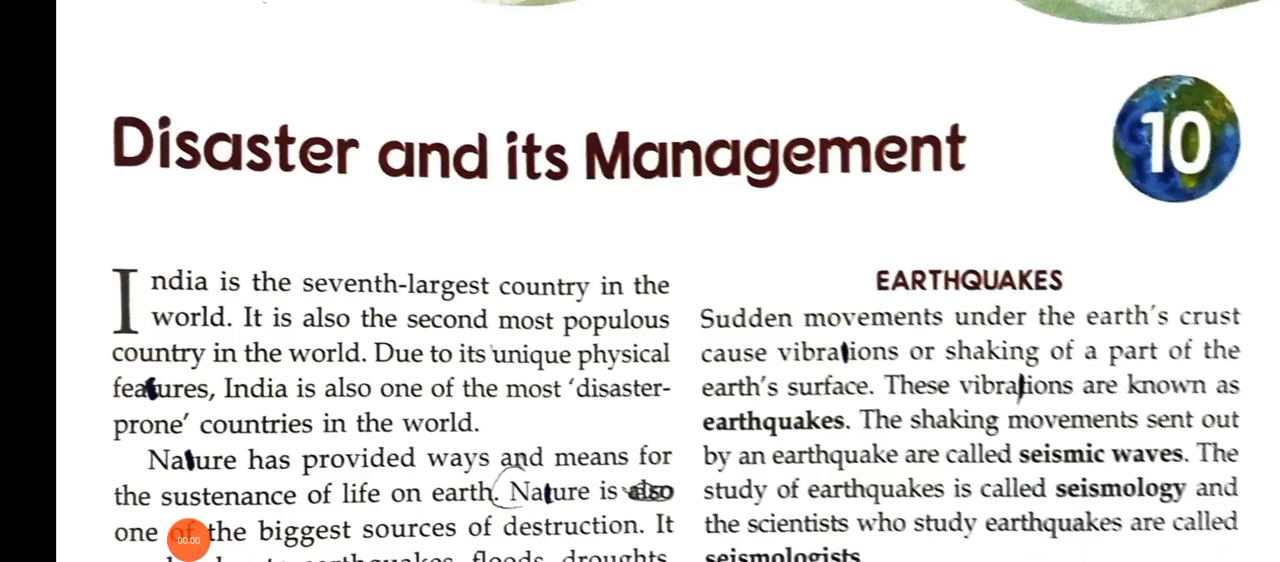 Disaster and its Management
10
India is the seventh-largest country in the
world. It is also the second most populous
country in the world. Due to its unique physical
features, India is also one of the most ‘disaster-
prone’ countries in the world.
Nature has provided ways and means for
the sustenance of life on earth. Nature is also
one of the biggest sources of destruction. It
earthquakes, floods, droughts,
EARTHQUAKES
Sudden movements under the earth’s crust
cause vibrations or shaking of a part of the
earth’s surface. These vibrations are known as
earthquakes. The shaking movements sent out
by an earthquake are called seismic waves. The
study of earthquakes is called seismology and
the scientists who study earthquakes are called
seismologists
00:00